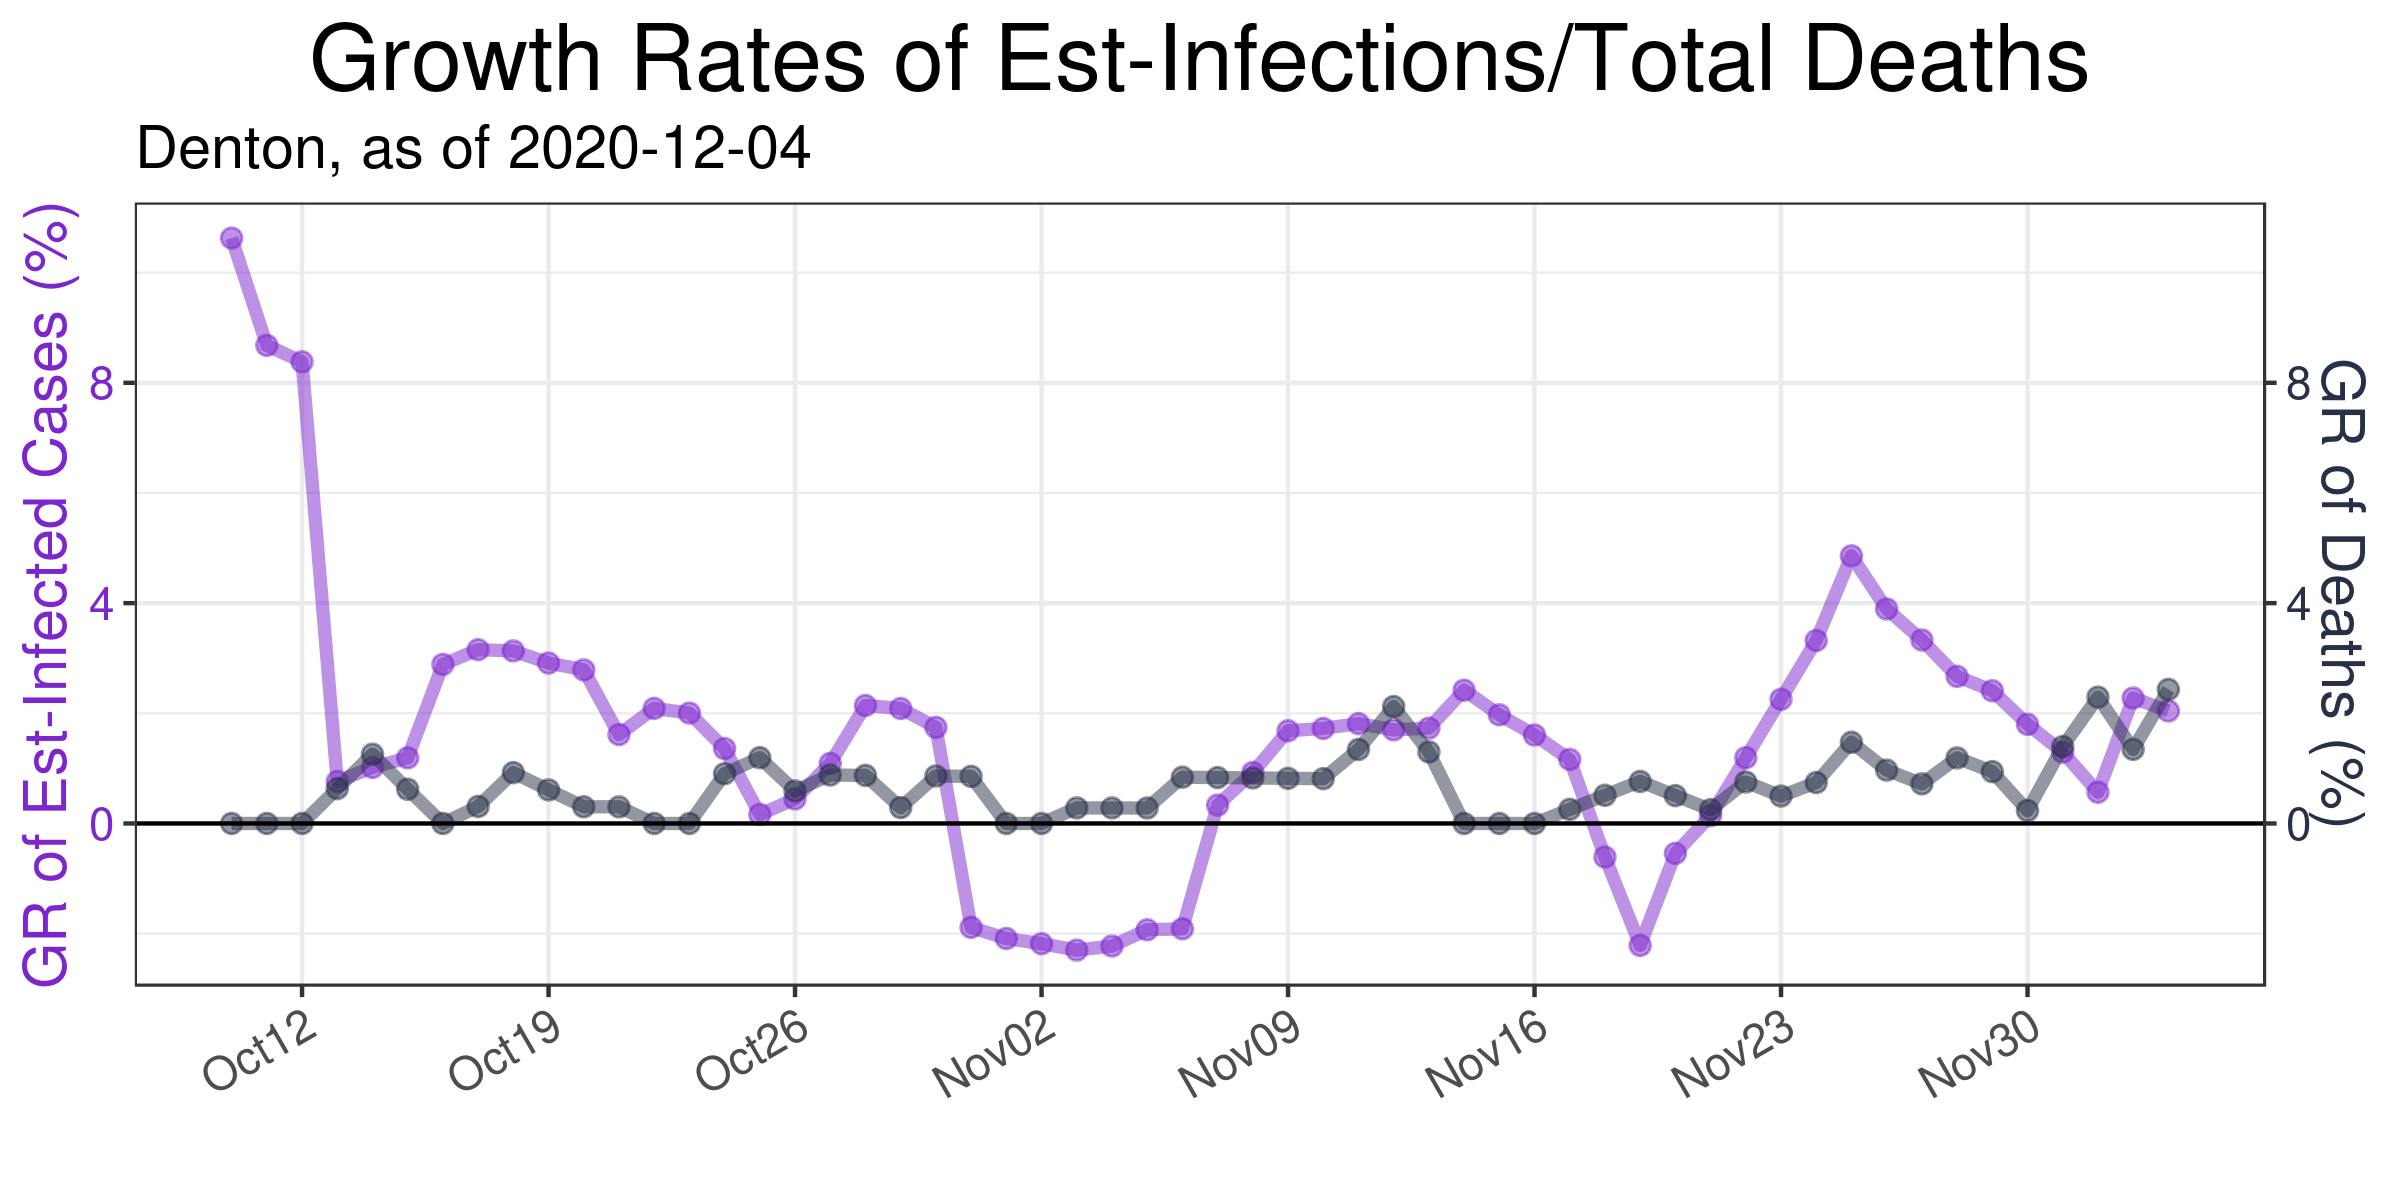 Growth Rates of Est-Infections/Total Deaths
Denton, as of 2020-12-04
GR of Est-Infected Cases (%)
8
4
0
8
4
0
GR of Deaths (%)
Oct12
Oct19
Oct26
Nov02
Nov09
Nov16
Nov23
Nov30